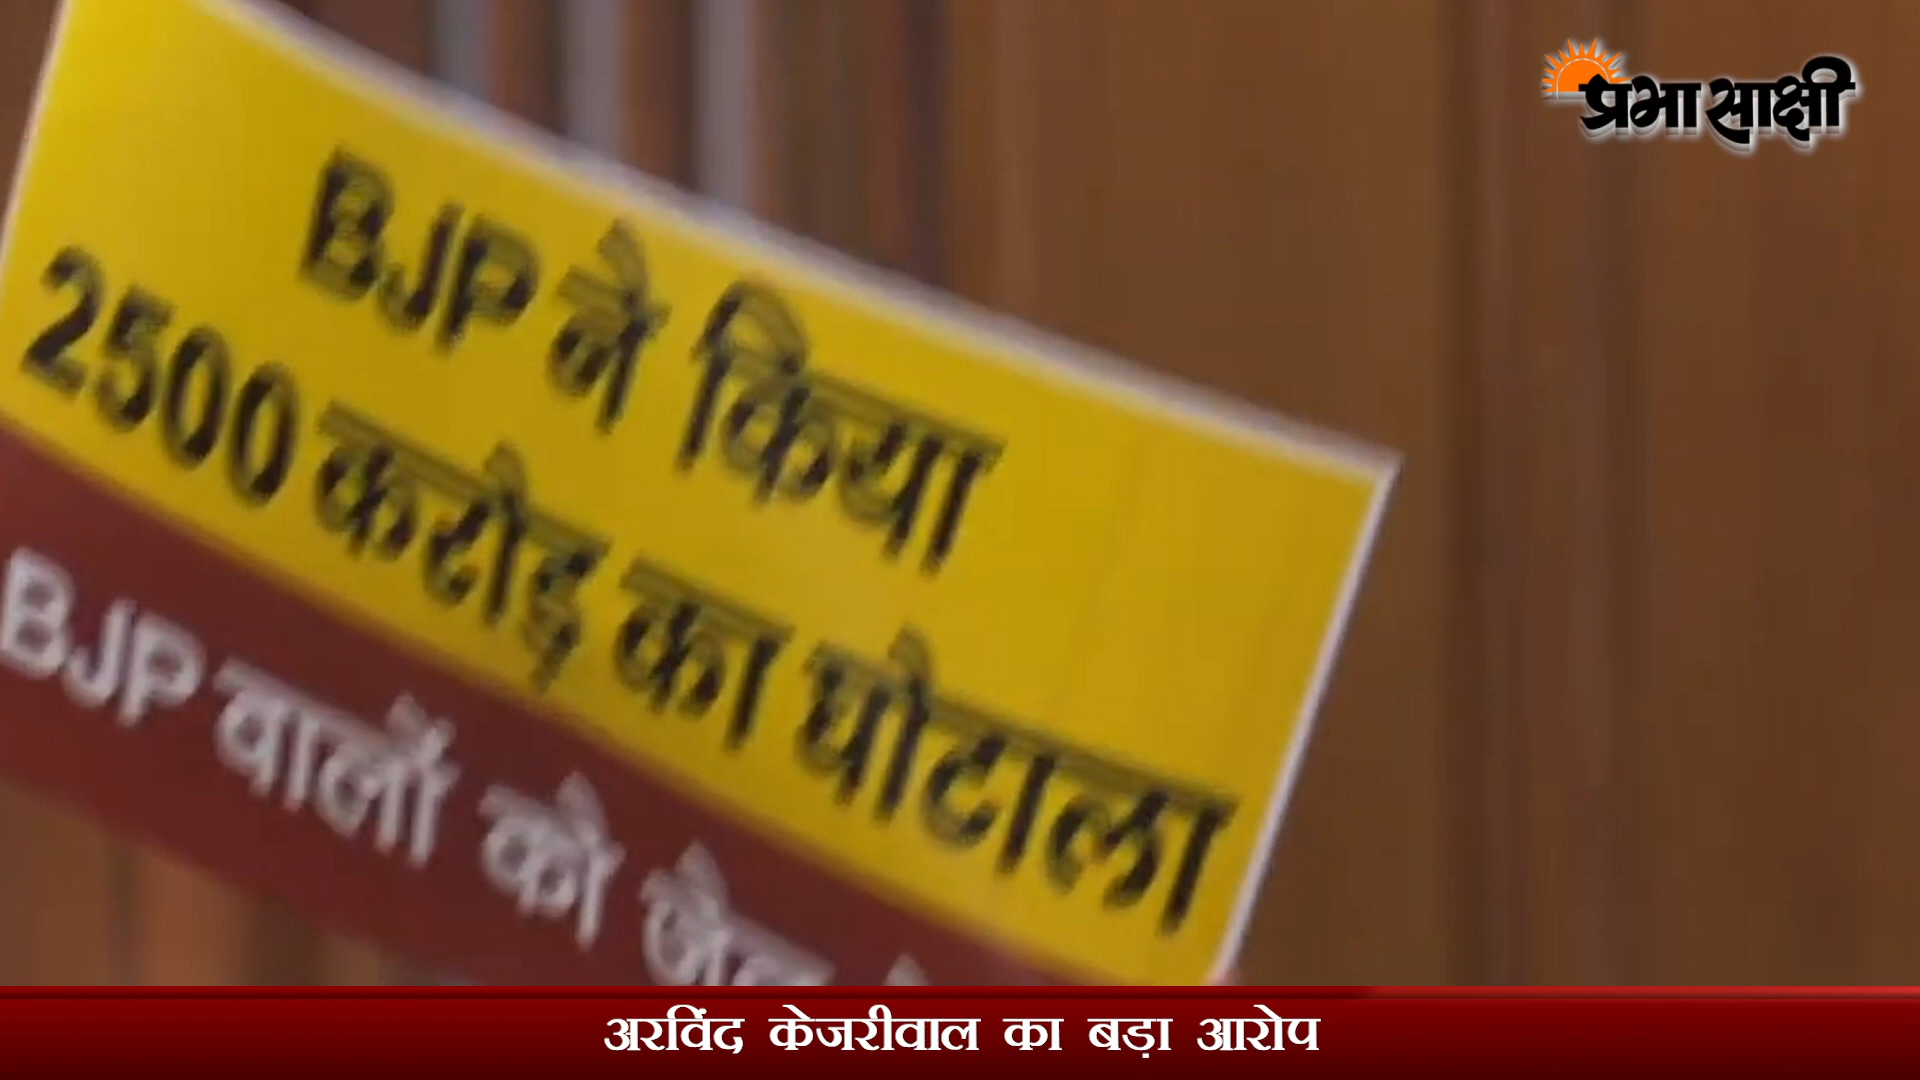 प्रभासाक्षी
BJP ने किया
2500 करोड़ का घोटाला
BJP वालों को
अरविंद केजरीवाल का बड़ा आरोप